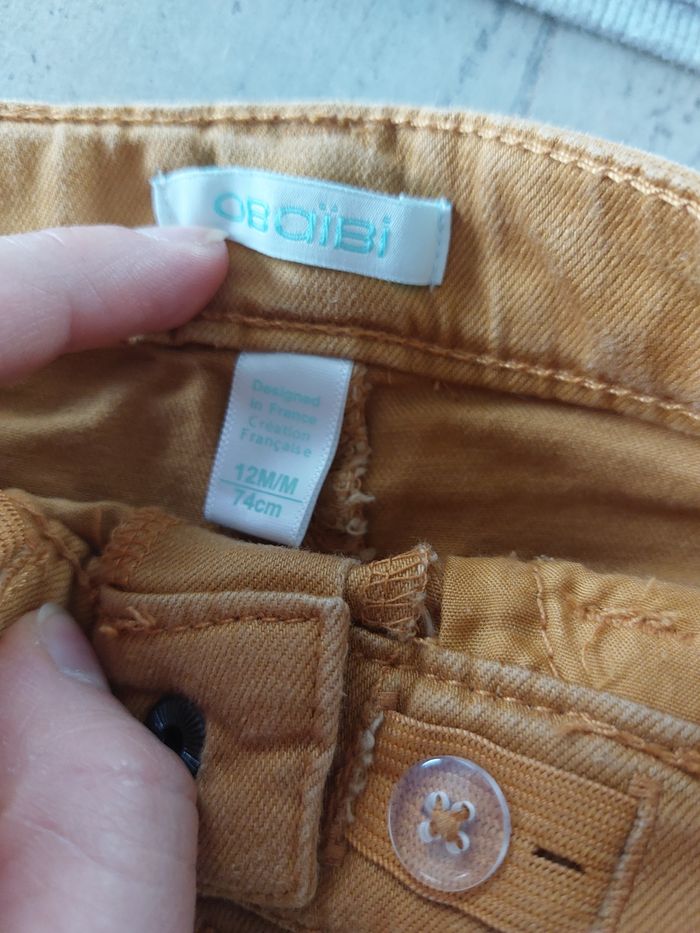 OBaïBi
Designed
in France
Création
Française
12M/M
74cm